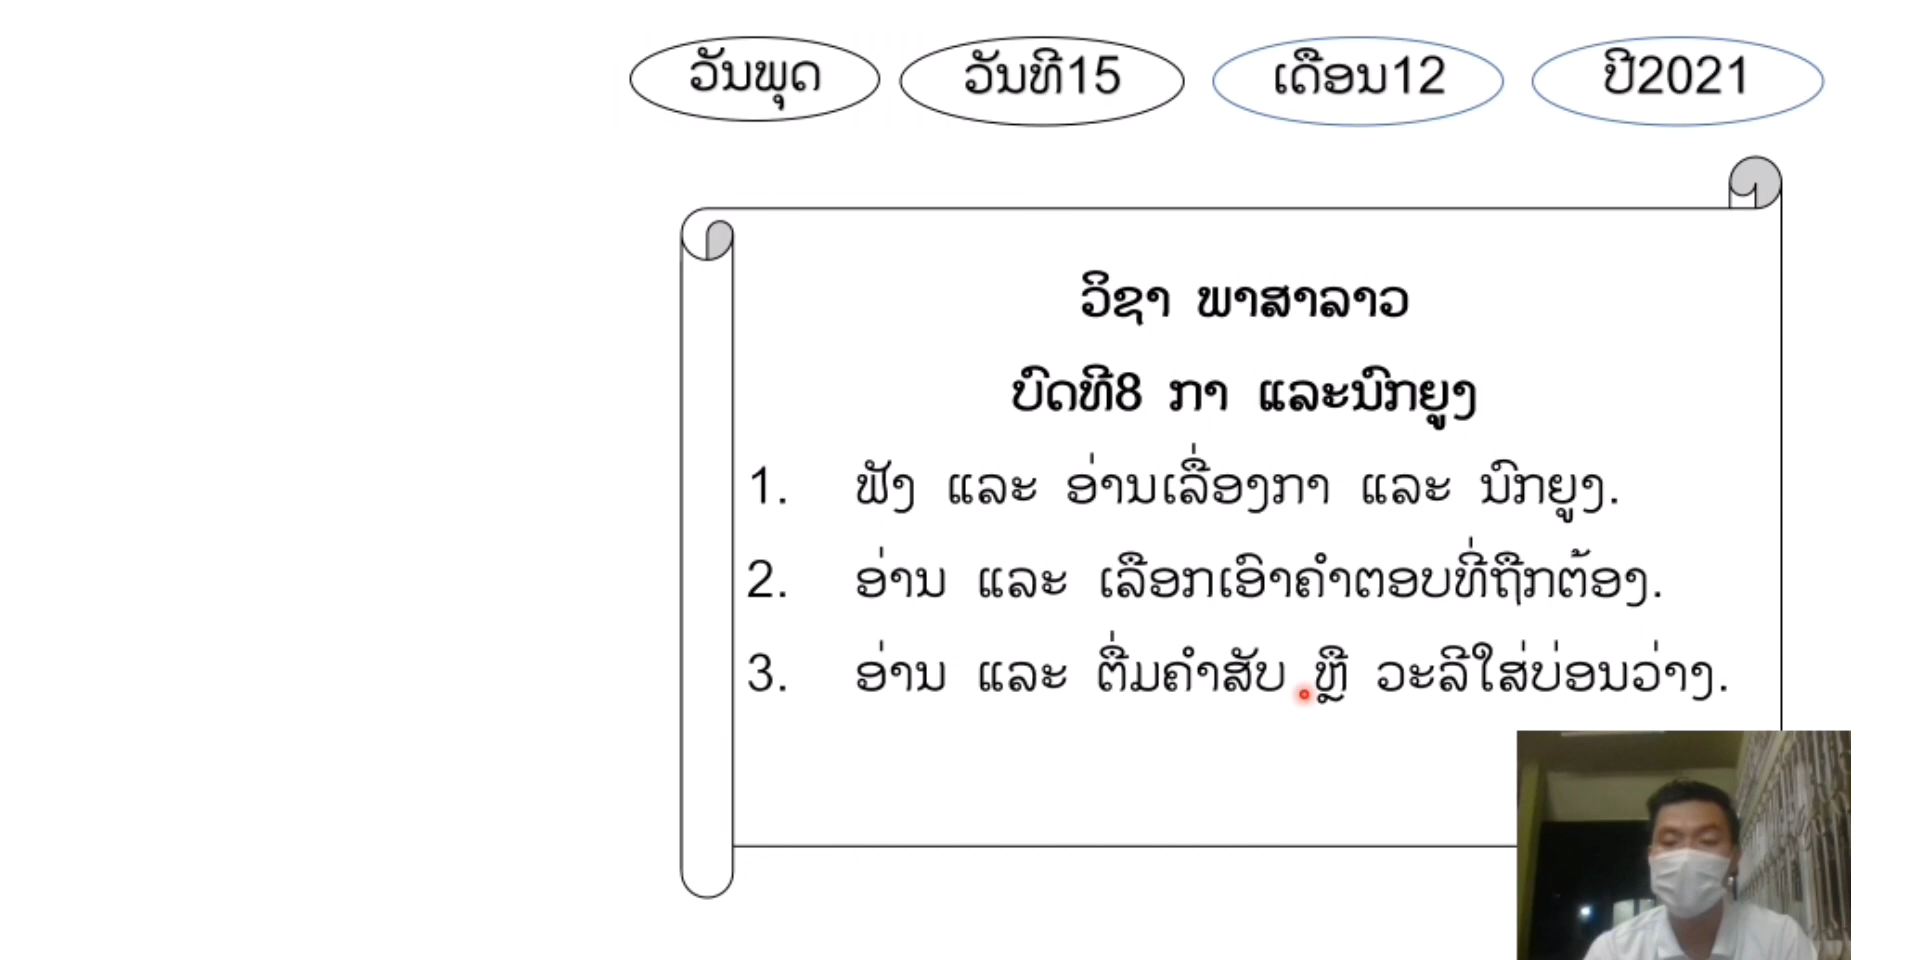 ວັນພຸດ ວັນທີ15 ເດືອນ12 ປີ2021
ວິຊາ ພາສາລາວ
ບົດທີ8 ກາ ແລະນົກຍູງ
1. ຟັງ ແລະ ອ່ານເລື່ອງກາ ແລະ ນົກຍູງ.
2. ອ່ານ ແລະ ເລືອກເອົາຄຳຕອບທີ່ຖືກຕ້ອງ.
3. ອ່ານ ແລະ ຕື່ມຄຳສັບ ຫຼື ວະລີໃສ່ບ່ອນວ່າງ.